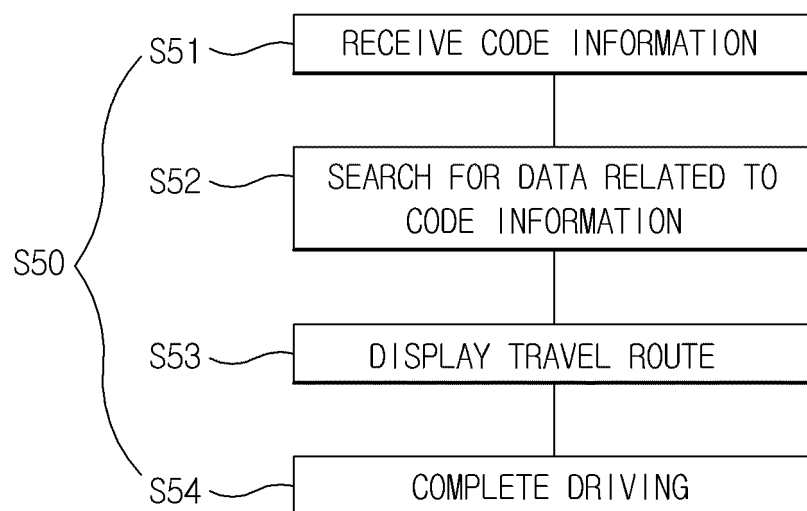 S51
RECEIVE CODE INFORMATION
S52
SEARCH FOR DATA RELATED TO
CODE INFORMATION
S50
S53
DISPLAY TRAVEL ROUTE
S54
COMPLETE DRIVING